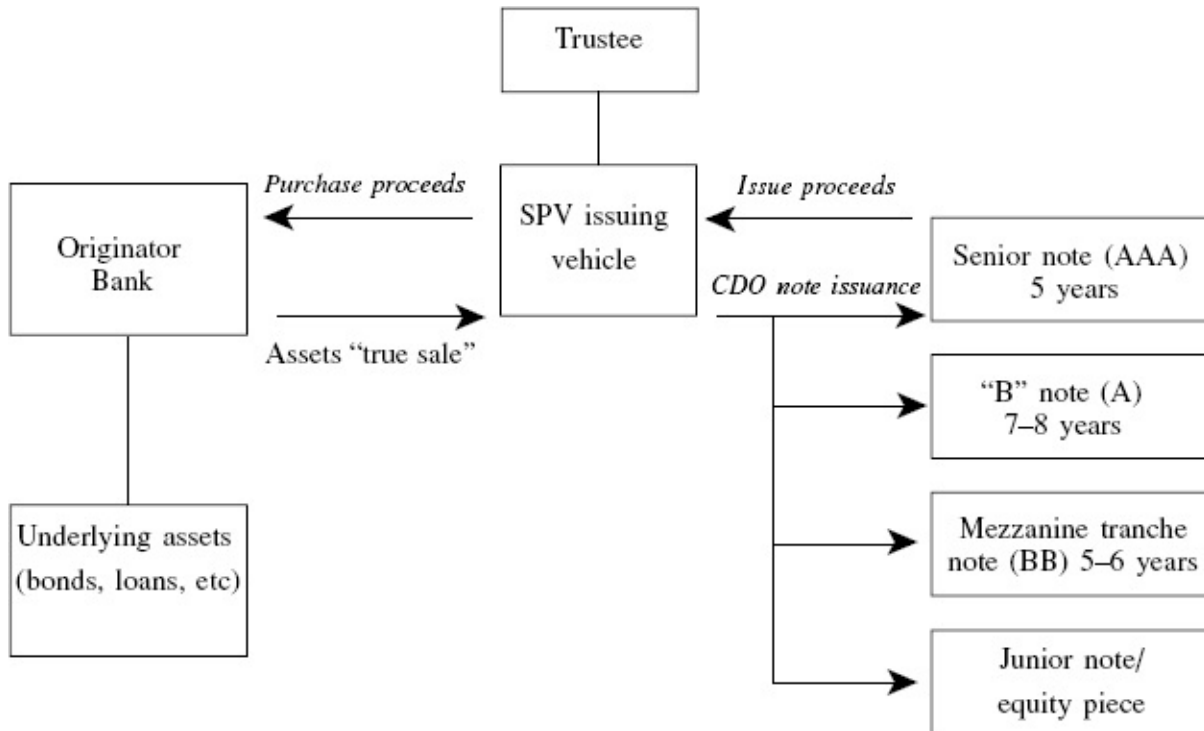 Trustee
Purchase proceeds
Issue proceeds
SPV issuing
vehicle
Originator
Bank
Senior note (AAA)
5 years
CDO note issuance
Assets “true sale”
“B” note (A)
7–8 years
Underlying assets
(bonds, loans, etc)
Mezzanine tranche
note (BB) 5–6 years
Junior note/
equity piece